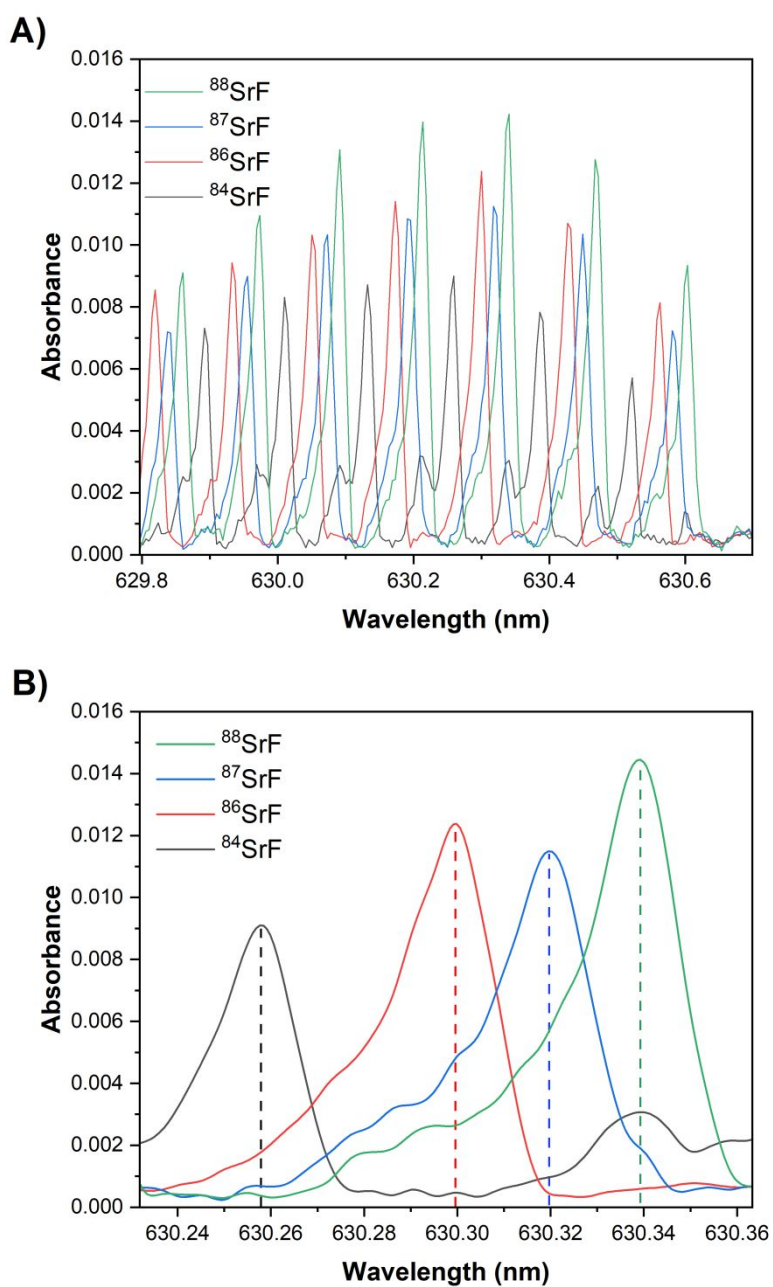 A)
0.016
0.014
0.012
0.010
0.008
0.006
0.004
0.002
0.000
Absorbance
⁸⁸SrF
⁸⁷SrF
⁸⁶SrF
⁸⁴SrF
629.8 630.0 630.2 630.4 630.6
Wavelength (nm)
B)
0.016
0.014
0.012
0.010
0.008
0.006
0.004
0.002
0.000
Absorbance
⁸⁸SrF
⁸⁷SrF
⁸⁶SrF
⁸⁴SrF
630.24 630.26 630.28 630.30 630.32 630.34 630.36
Wavelength (nm)